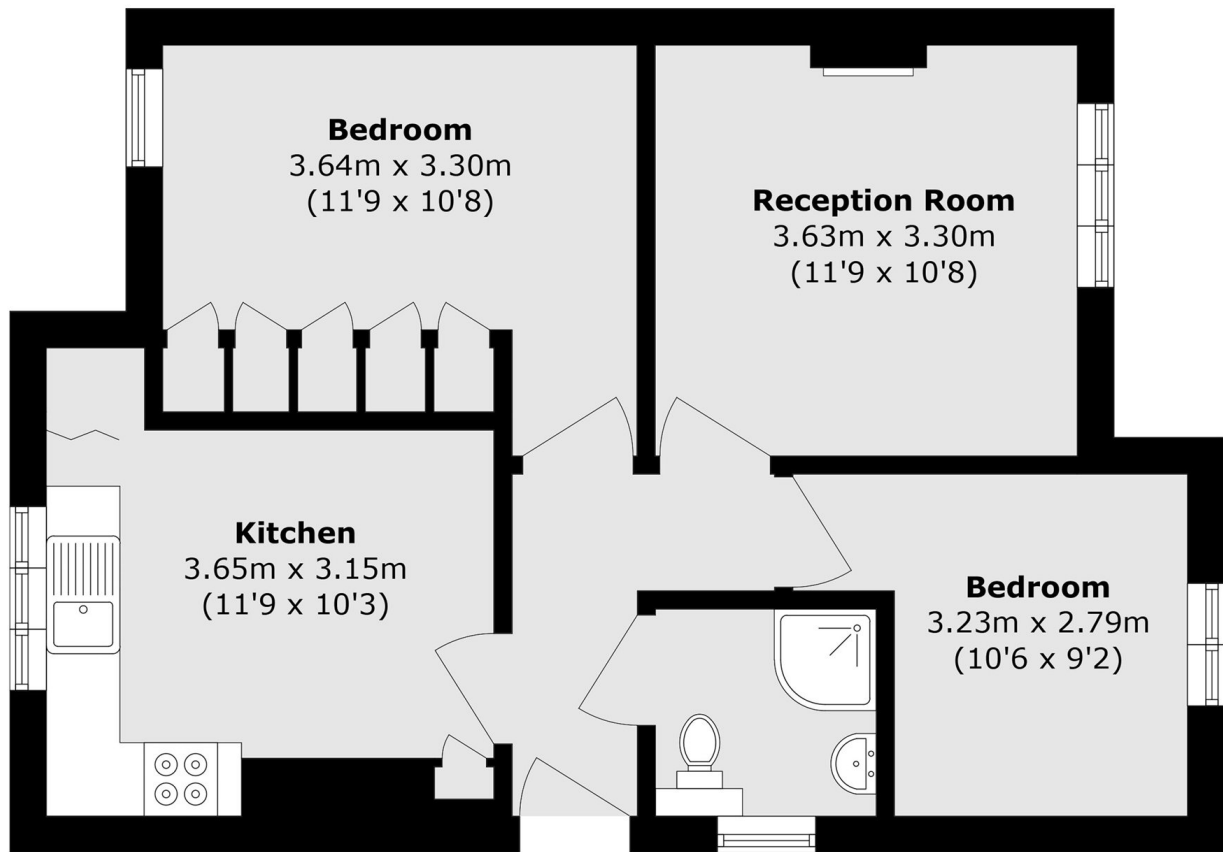 Bedroom
3.64m x 3.30m
(11'9 x 10'8)
Reception Room
3.63m x 3.30m
(11'9 x 10'8)
Kitchen
3.65m x 3.15m
(11'9 x 10'3)
Bedroom
3.23m x 2.79m
(10'6 x 9'2)